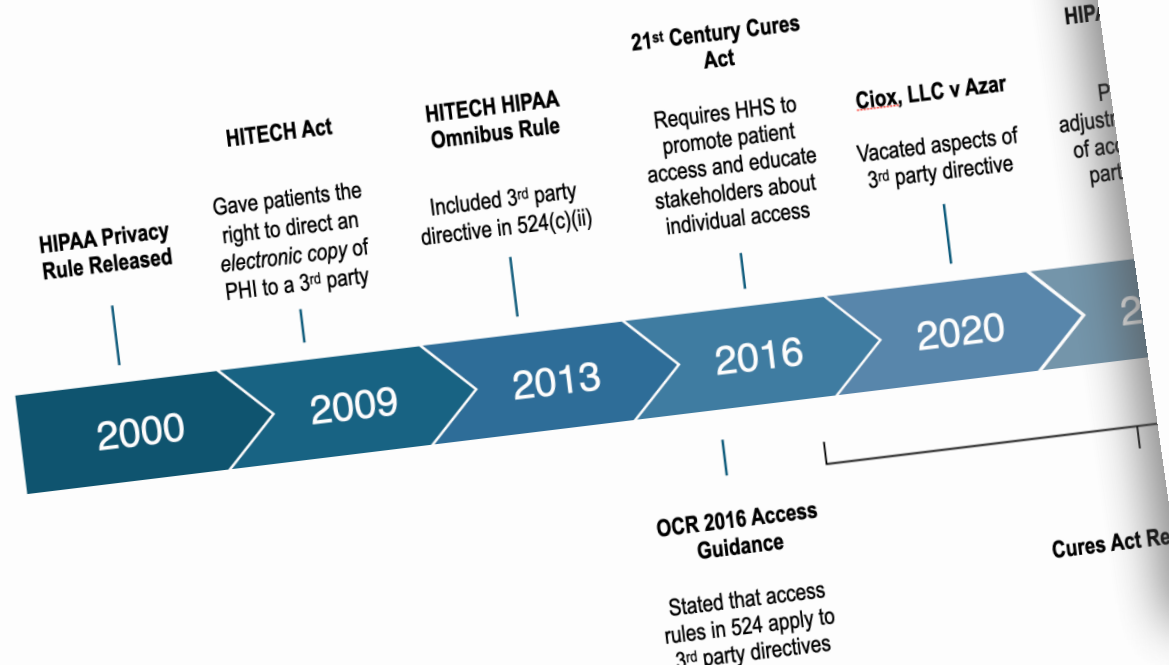 HIPAA Privacy
Rule Released
HITECH Act
Gave patients the
right to direct an
electronic copy of
PHI to a 3rd party
HITECH HIPAA
Omnibus Rule
Included 3rd party
directive in 524(c)(ii)
21st Century Cures
Act
Requires HHS to
promote patient
access and educate
stakeholders about
individual access
Ciox, LLC v Azar
Vacated aspects of
3rd party directive
2000
2009
2013
2016
2020
OCR 2016 Access
Guidance
Stated that access
rules in 524 apply to
3rd party directives
Cures Act